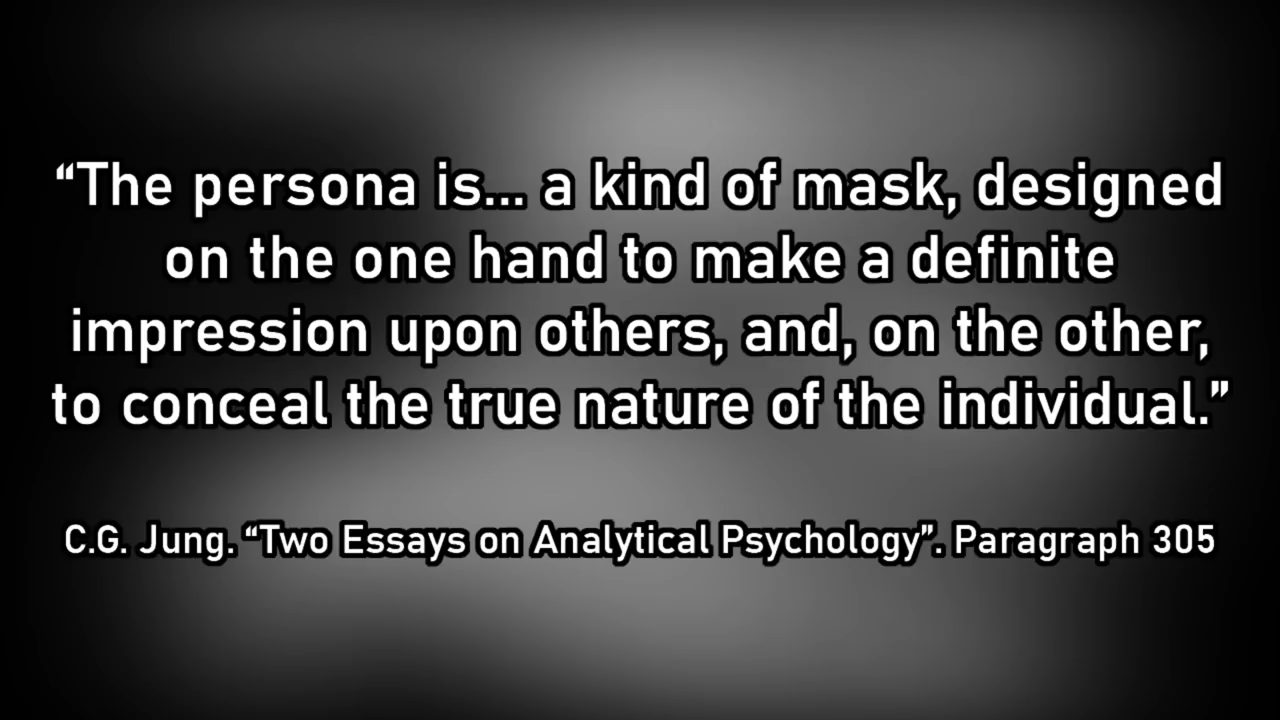 “The persona is... a kind of mask, designed
on the one hand to make a definite
impression upon others, and, on the other,
to conceal the true nature of the individual.”
C.G. Jung. “Two Essays on Analytical Psychology”. Paragraph 305